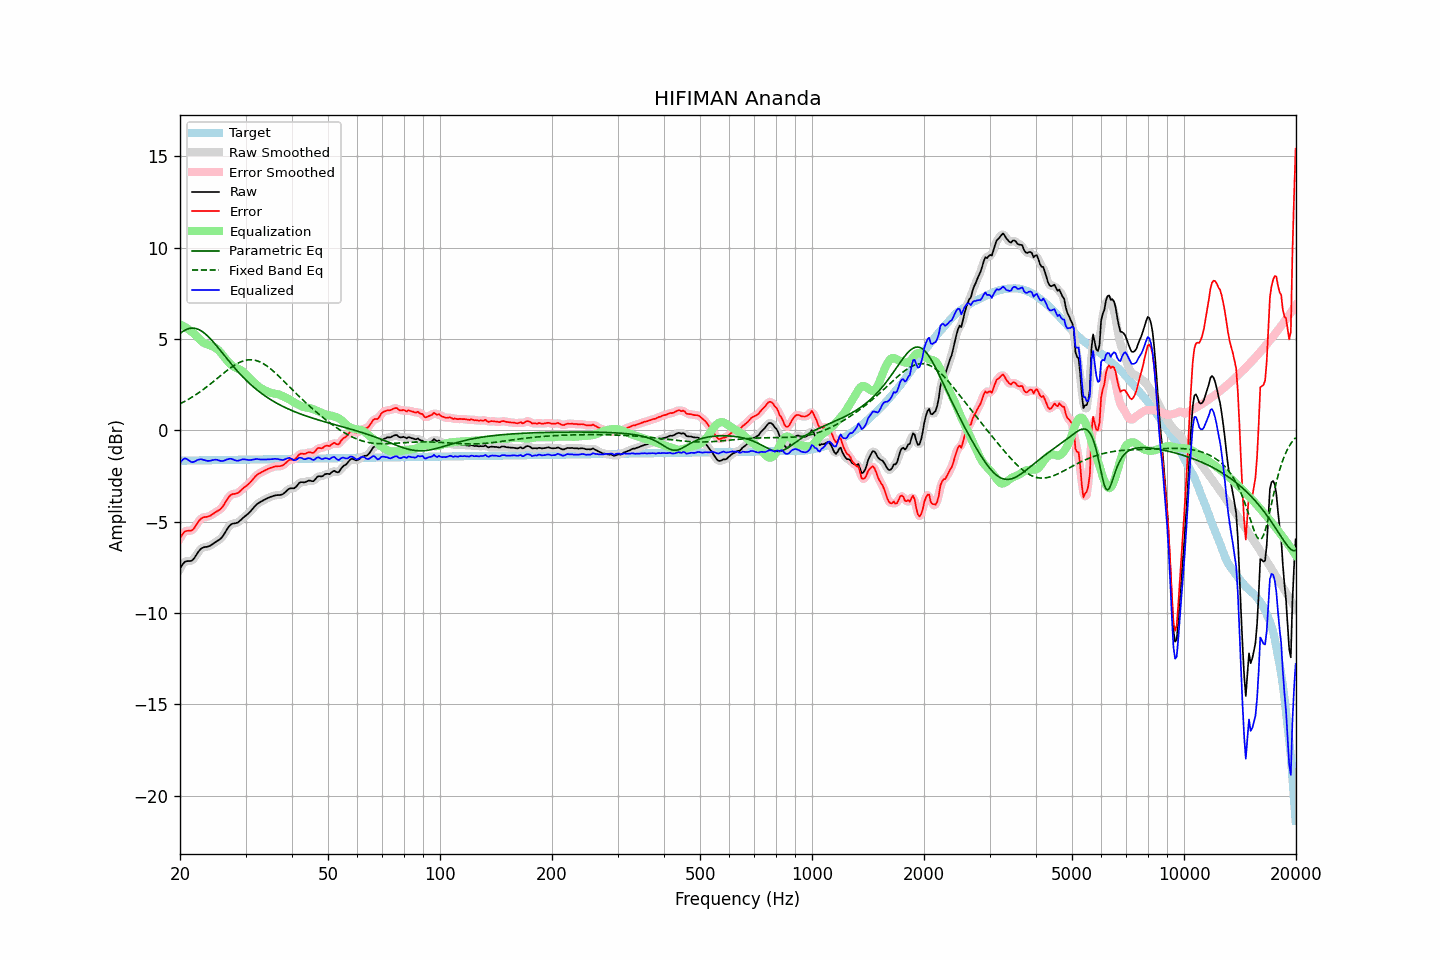 HIFIMAN Ananda
Target
Raw Smoothed
Error Smoothed
Raw
Error
Equalization
Parametric Eq
Fixed Band Eq
Equalized
15
10
5
0
−5
−10
−15
−20
Amplitude (dBr)
20 50 100 200 500 1000 2000 5000 10000 20000
Frequency (Hz)